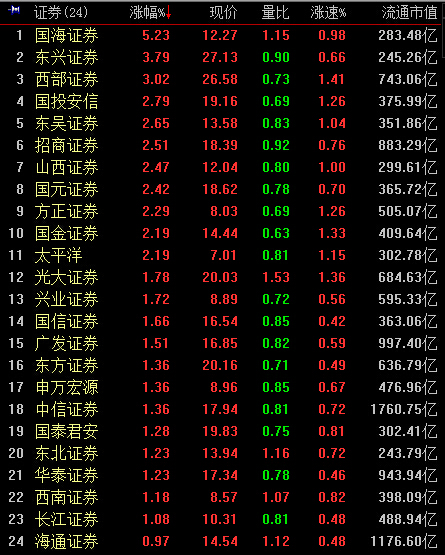 证券(24) 涨幅%↓ 现价 量比 涨速% 流通市值
1 国海证券 5.23 12.27 1.15 0.98 283.48亿
2 东兴证券 3.79 27.13 0.90 0.66 245.26亿
3 西部证券 3.02 26.58 0.73 1.41 743.06亿
4 国投安信 2.79 19.16 0.69 1.26 375.99亿
5 东吴证券 2.65 13.58 0.83 1.04 351.86亿
6 招商证券 2.51 18.39 0.92 0.76 883.29亿
7 山西证券 2.47 12.04 0.80 1.00 299.61亿
8 国元证券 2.42 18.62 0.78 0.70 365.72亿
9 方正证券 2.29 8.03 0.69 1.26 505.07亿
10 国金证券 2.19 14.44 0.63 1.33 409.64亿
11 太平洋 2.19 7.01 0.81 1.15 302.78亿
12 光大证券 1.78 20.03 1.53 1.36 684.63亿
13 兴业证券 1.72 8.89 0.72 0.56 595.33亿
14 国信证券 1.66 16.54 0.85 0.42 363.06亿
15 广发证券 1.51 16.85 0.82 0.59 997.40亿
16 东方证券 1.36 20.16 0.71 0.49 636.79亿
17 申万宏源 1.36 8.96 0.85 0.67 476.96亿
18 中信证券 1.36 17.94 0.81 0.72 1760.75亿
19 国泰君安 1.28 19.83 0.75 0.81 302.41亿
20 东北证券 1.23 13.94 1.16 0.72 243.79亿
21 华泰证券 1.23 17.34 0.78 0.46 943.94亿
22 西南证券 1.18 8.57 1.07 0.82 398.09亿
23 长江证券 1.08 10.31 0.81 0.48 488.94亿
24 海通证券 0.97 14.54 1.12 0.48 1176.60亿